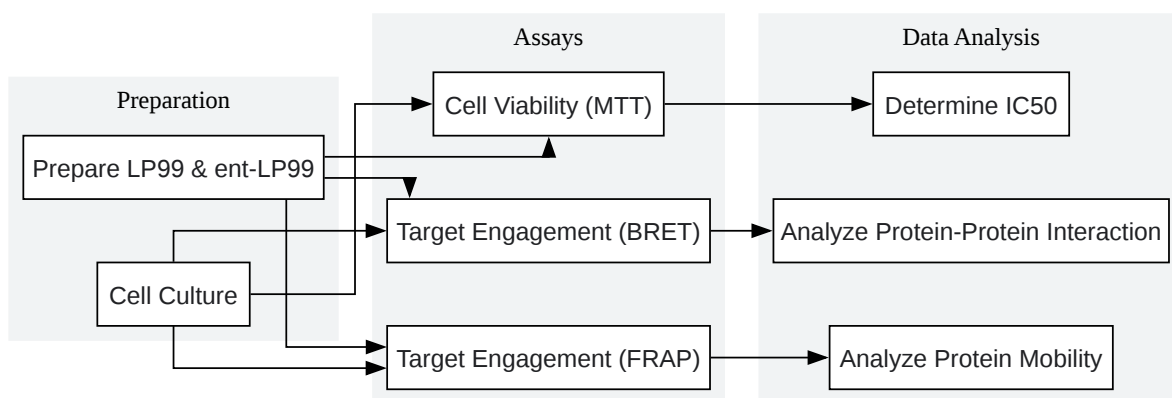 Preparation
Prepare LP99 & ent-LP99
Cell Culture
Assays
Cell Viability (MTT)
Target Engagement (BRET)
Target Engagement (FRAP)
Data Analysis
Determine IC50
Analyze Protein-Protein Interaction
Analyze Protein Mobility